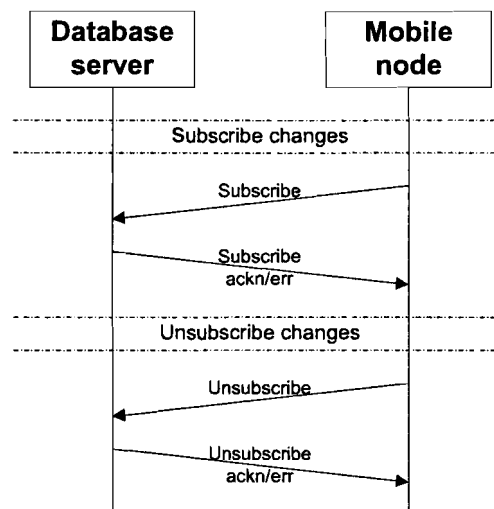 Database
server
Mobile
node
Subscribe changes
Subscribe
Subscribe
ackn/err
Unsubscribe changes
Unsubscribe
Unsubscribe
ackn/err